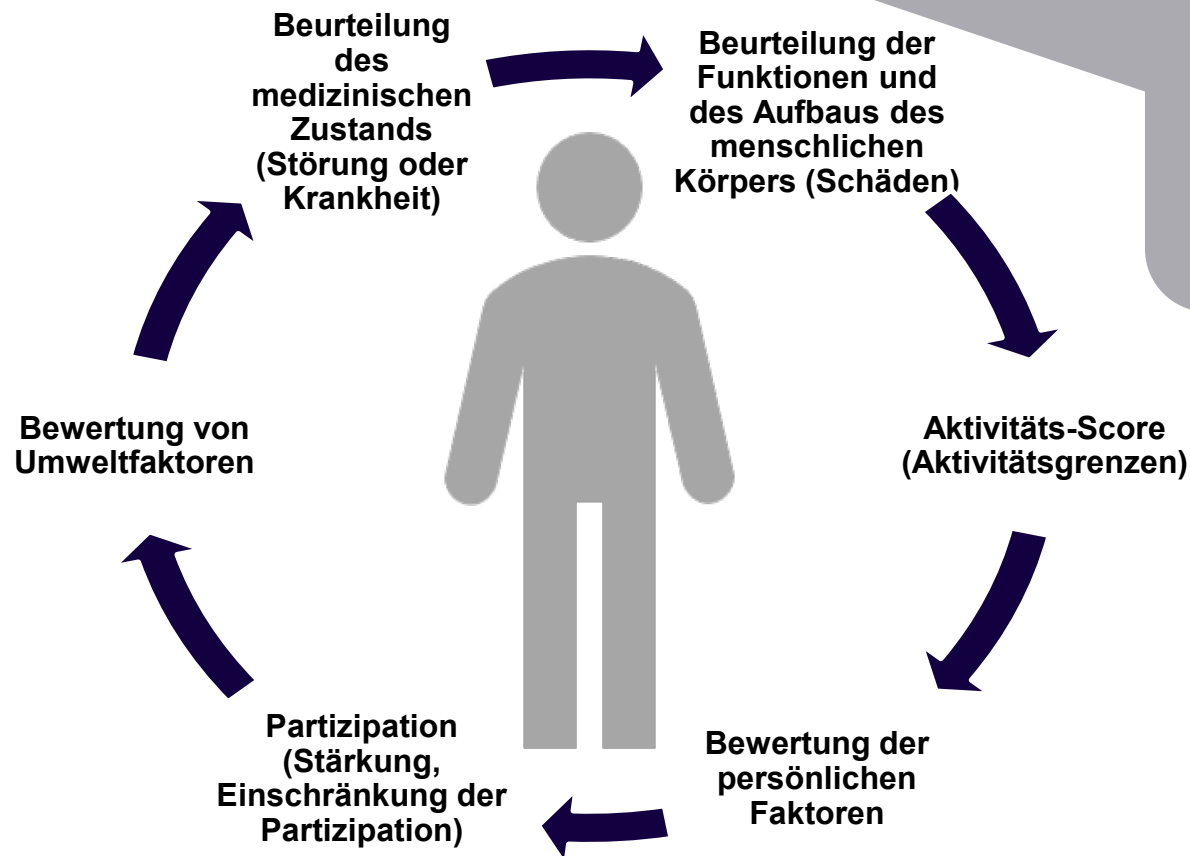 Beurteilung
des
medizinischen
Zustands
(Störung oder
Krankheit)
Beurteilung der
Funktionen und
des Aufbaus des
menschlichen
Körpers (Schäden)
Aktivitäts-Score
(Aktivitätsgrenzen)
Bewertung der
persönlichen
Faktoren
Partizipation
(Stärkung,
Einschränkung der
Partizipation)
Bewertung von
Umweltfaktoren